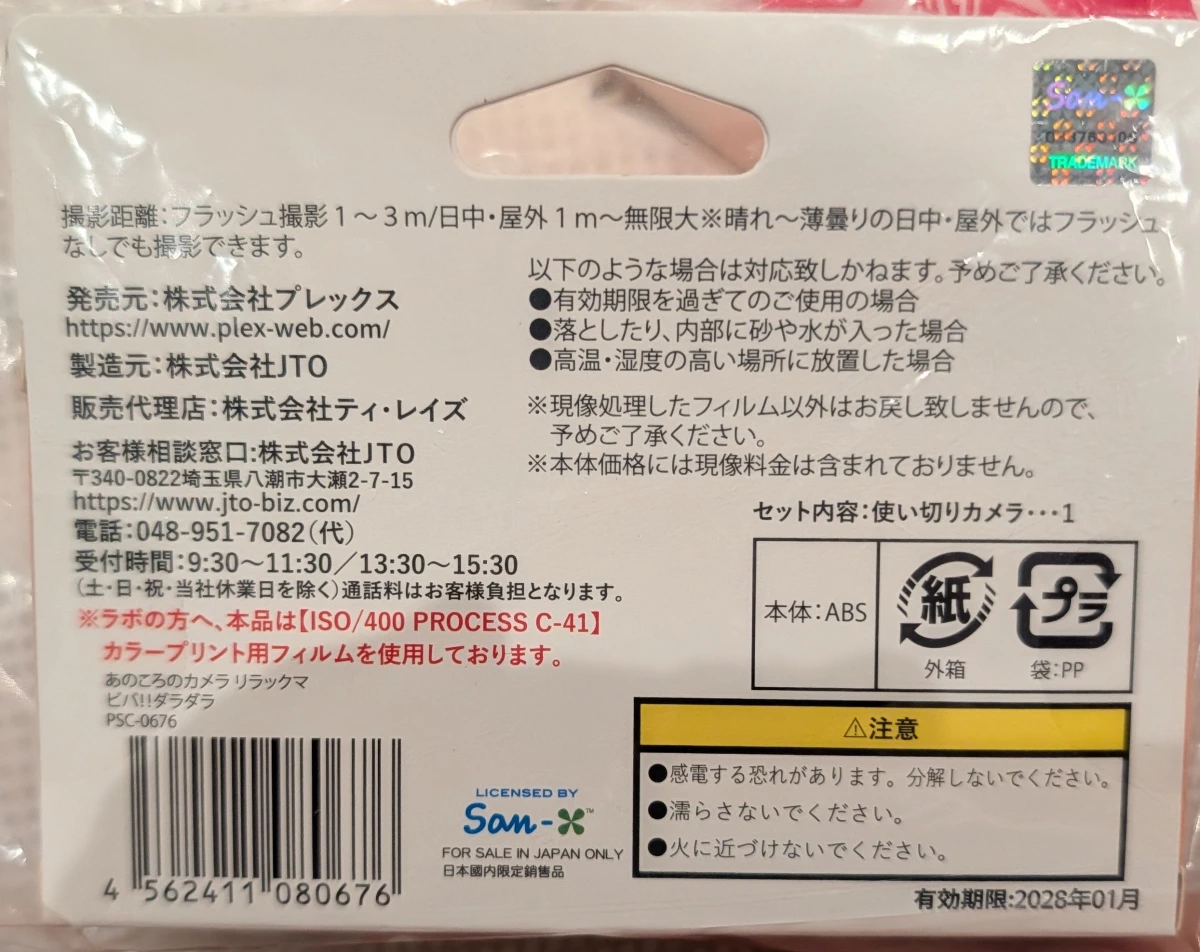 San-X
TRADEMARK
撮影距離:フラッシュ撮影1～3m/日中・屋外1m～無限大※晴れ～薄曇りの日中・屋外ではフラッシュ
なしでも撮影できます。
発売元:株式会社プレックス
https://www.plex-web.com/
製造元:株式会社JTO
販売代理店:株式会社ティ・レイズ
お客様相談窓口:株式会社JTO
〒340-0822埼玉県八潮市大瀬2-7-15
https://www.jto-biz.com/
電話:048-951-7082(代)
受付時間:9:30～11:30/13:30～15:30
(土・日・祝・当社休業日を除く)通話料はお客様負担となります。
※ラボの方へ、本品は【ISO/400 PROCESS C-41】
カラープリント用フィルムを使用しております。
以下のような場合は対応致しかねます。予めご了承ください。
●有効期限を過ぎてのご使用の場合
●落としたり、内部に砂や水が入った場合
●高温・湿度の高い場所に放置した場合
※現像処理したフィルム以外はお戻し致しませんので、
予めご了承ください。
※本体価格には現像料金は含まれておりません。
セット内容:使い切りカメラ・・・1
本体:ABS
紙
外箱
プラ
袋:PP
あのころのカメラ リラックマ
ビバ!!ダラダラ
PSC-0676
4 562411 080676
LICENSED BY
San-X™
FOR SALE IN JAPAN ONLY
日本國内限定銷售品
⚠注意
●感電する恐れがあります。分解しないでください。
●濡らさないでください。
●火に近づけないでください。
有効期限:2028年01月